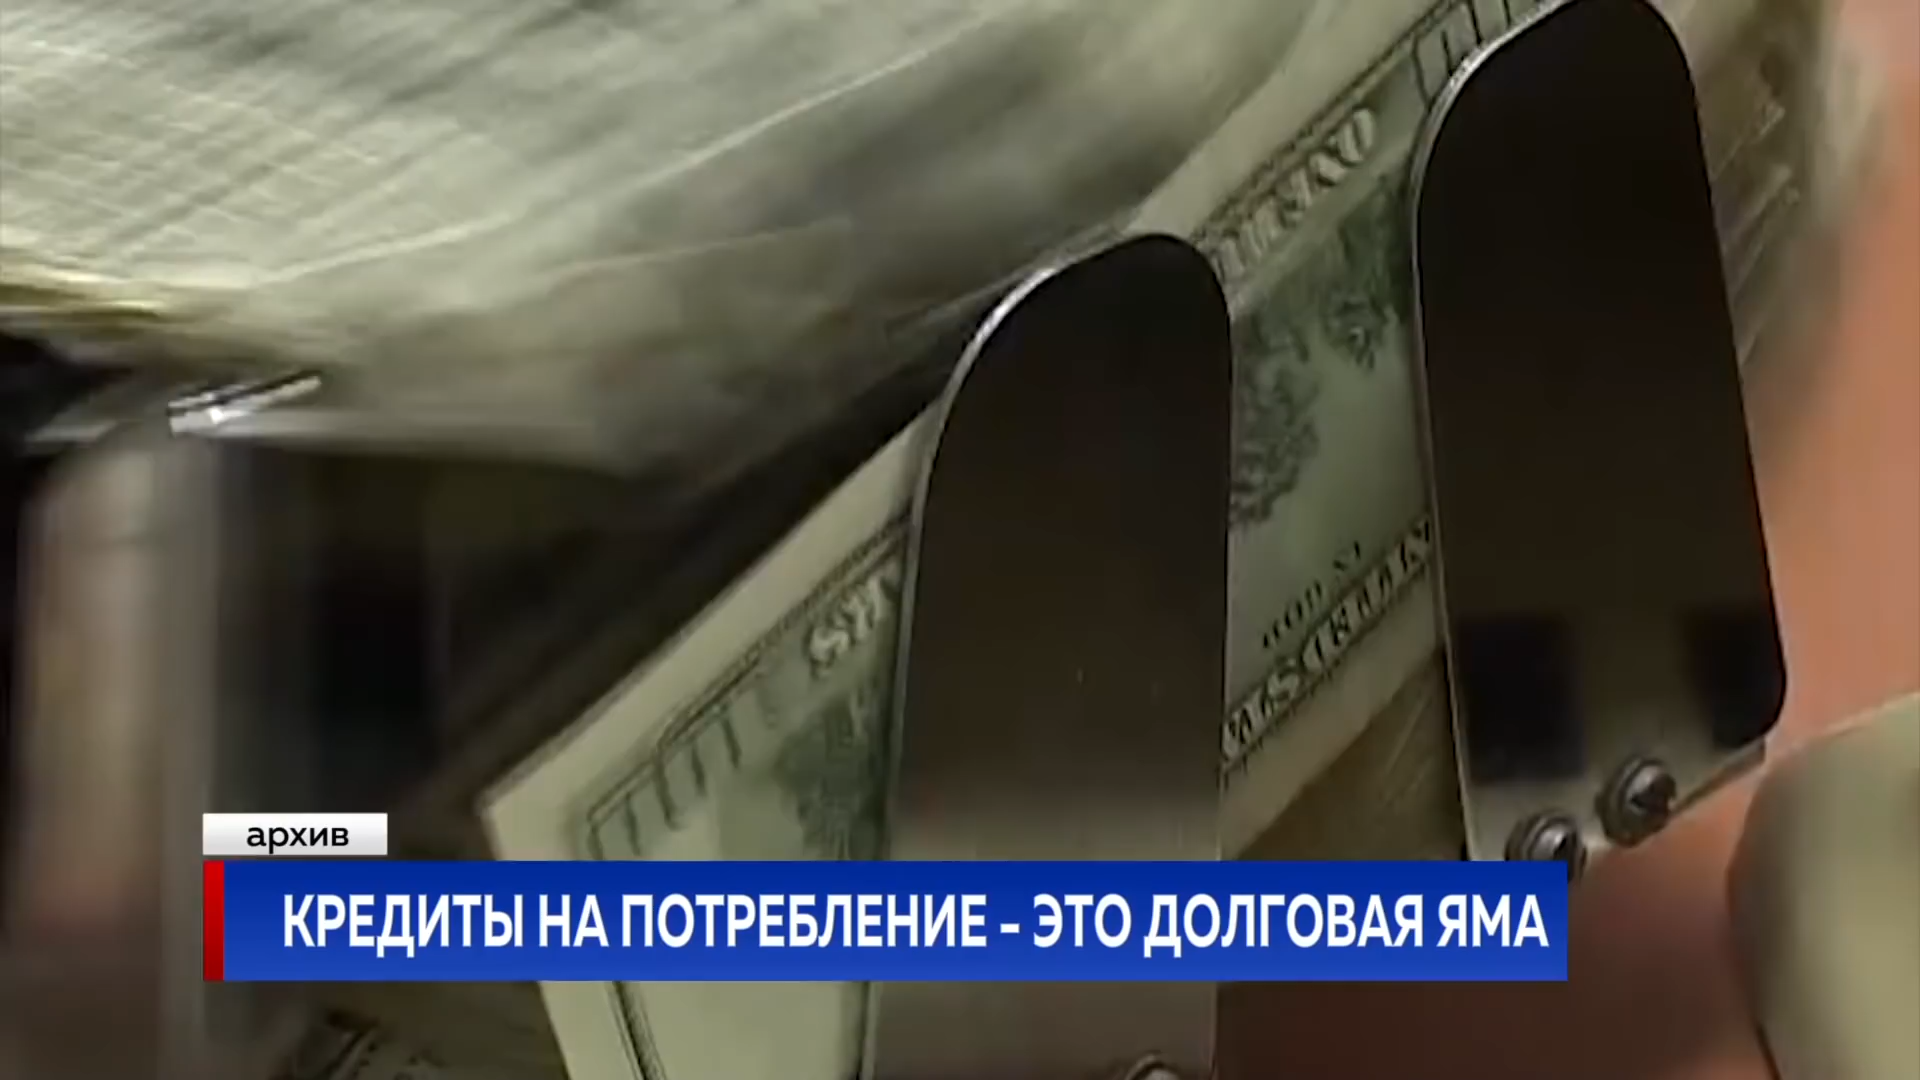 архив
КРЕДИТЫ НА ПОТРЕБЛЕНИЕ – ЭТО ДОЛГОВАЯ ЯМА